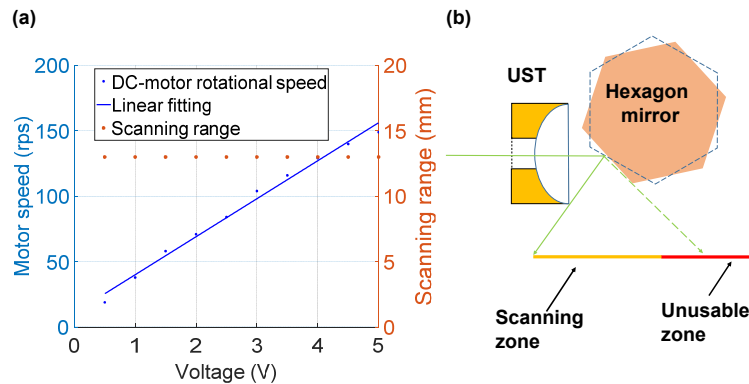 (a)
200
150
100
50
0
Motor speed (rps)
DC-motor rotational speed
Linear fitting
Scanning range
20
15
10
5
0
Scanning range (mm)
0
1
2
3
4
5
Voltage (V)
(b)
UST
Hexagon
mirror
Scanning
zone
Unusable
zone